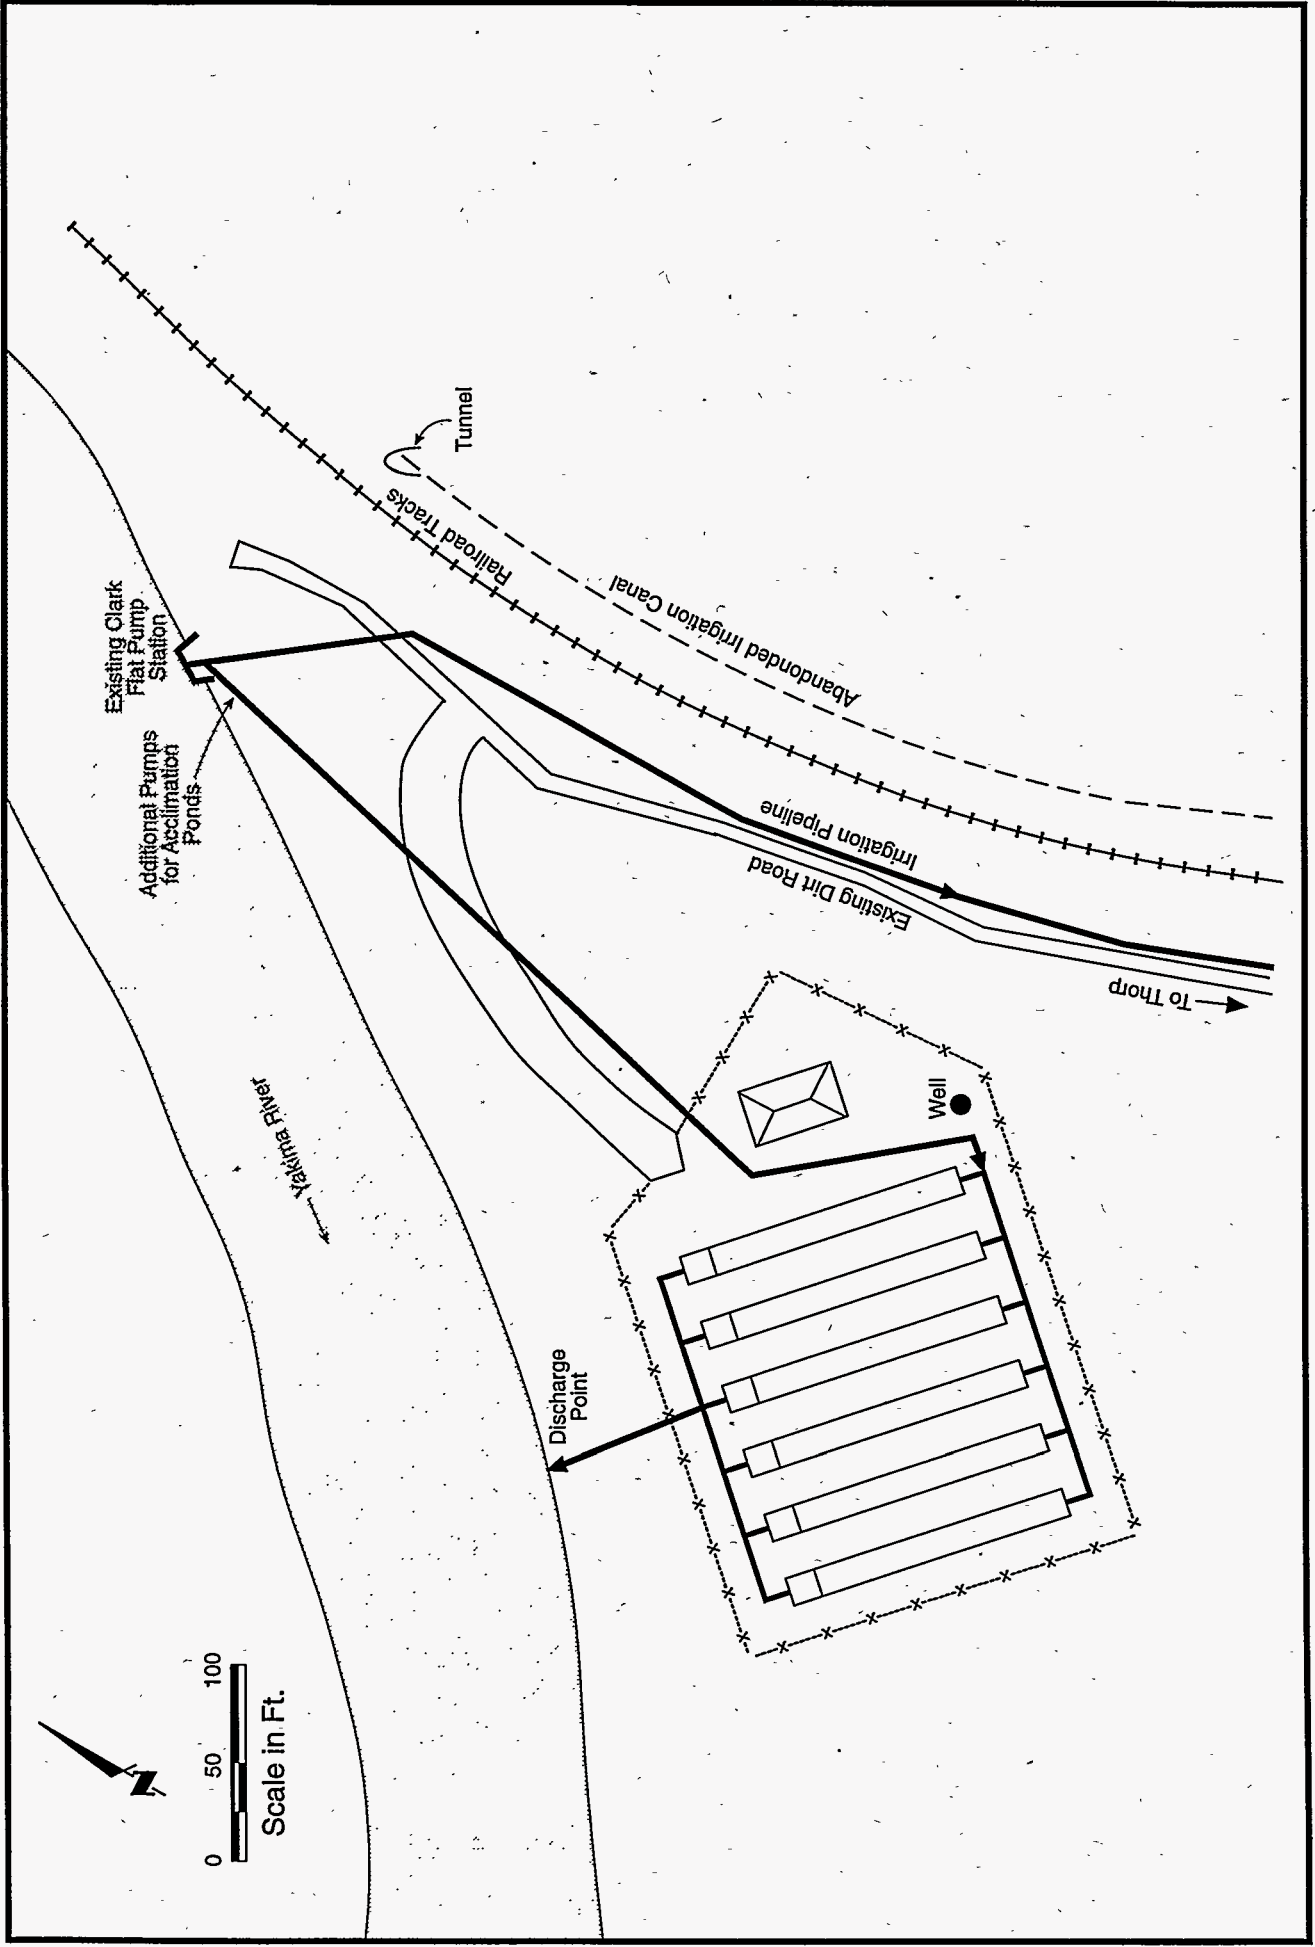 Existing Clark
Flat Pump
Station
Additional Pumps
for Acclimation
Ponds
Tunnel
Railroad Tracks
Abandonded Irrigation Canal
Irrigation Pipeline
Existing Dirt Road
To Thorp
Yakima River
Well
Discharge
Point
N
0 50 100
Scale in Ft.